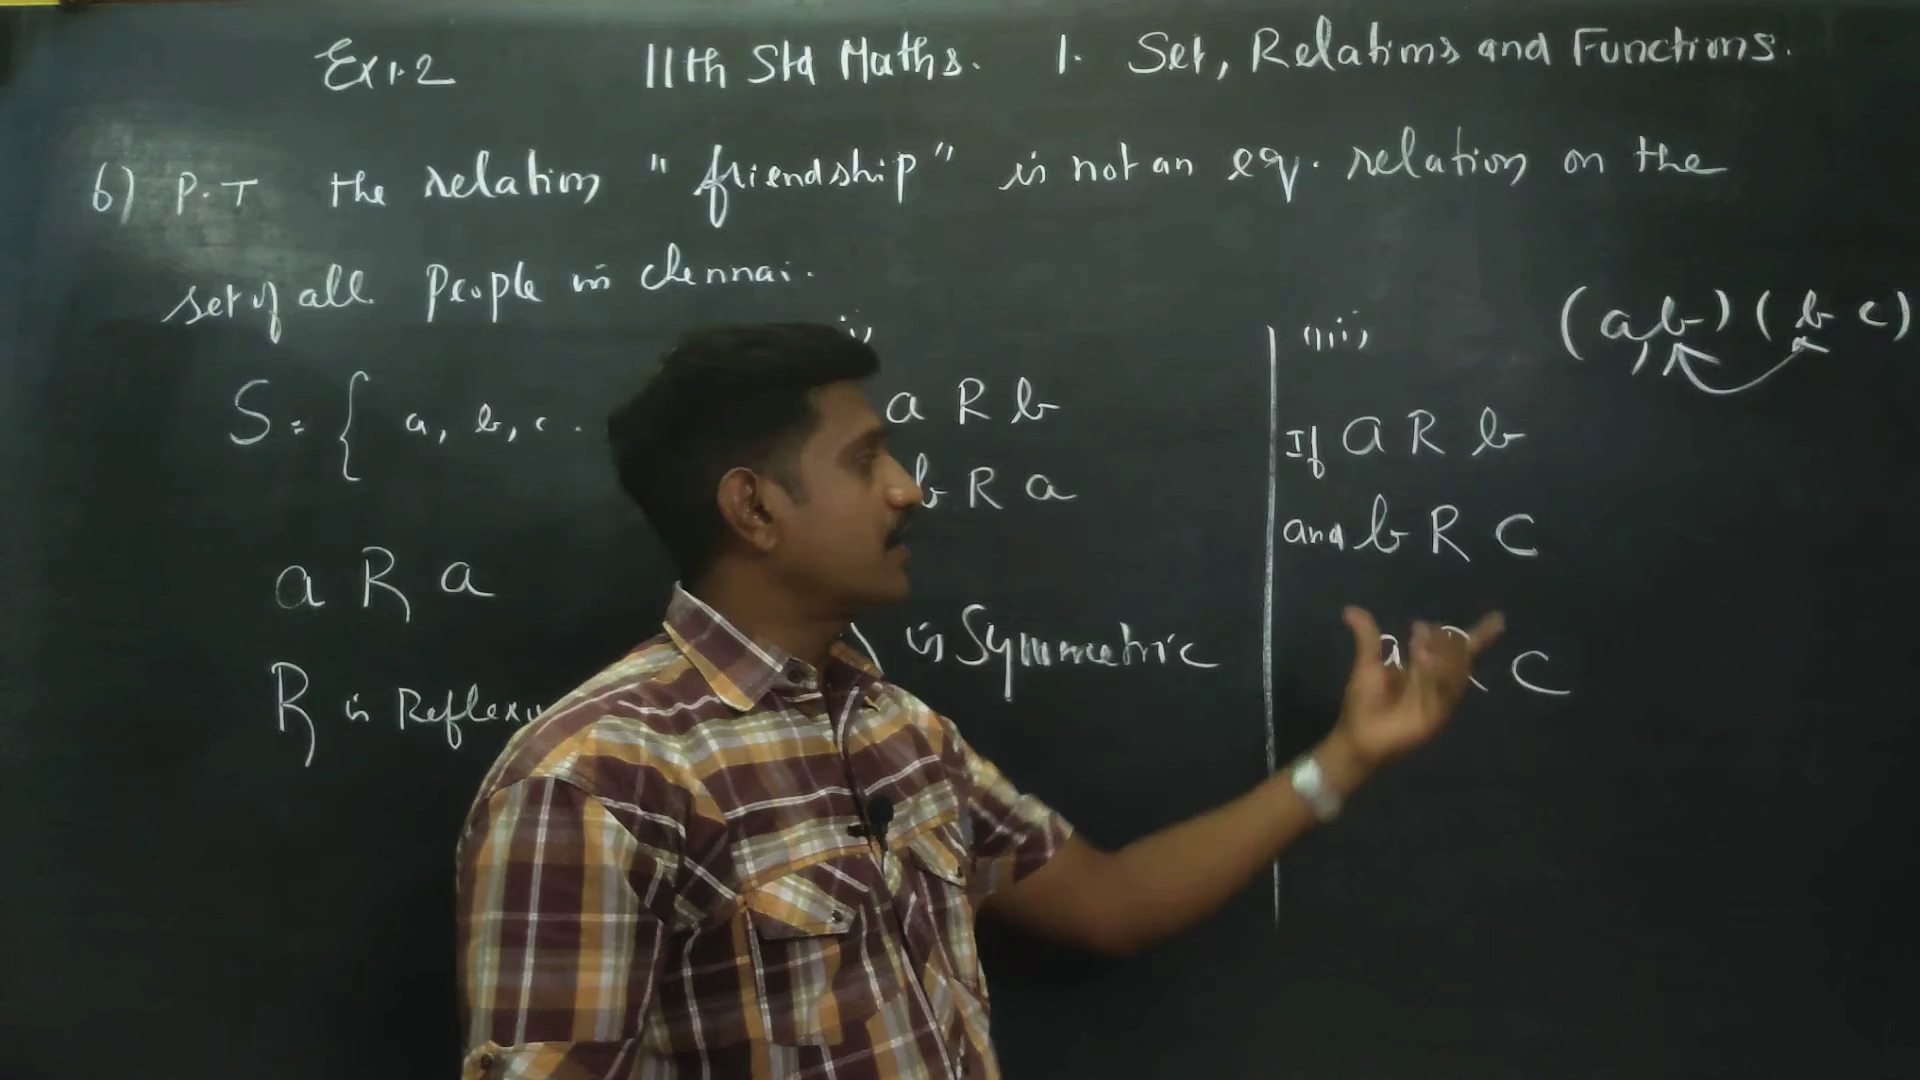 Ex 1.2 11th Std Maths. 1. Set, Relations and Functions.
6) P.T the relation "friendship" is not an eq. relation on the
set of all People in chennai.
S = { a, b, c .
a R a
R is Reflexiv
a R b
b R a
is Symmetric
(iii) (a, b) (b c)
If a R b
and b R c
a R c